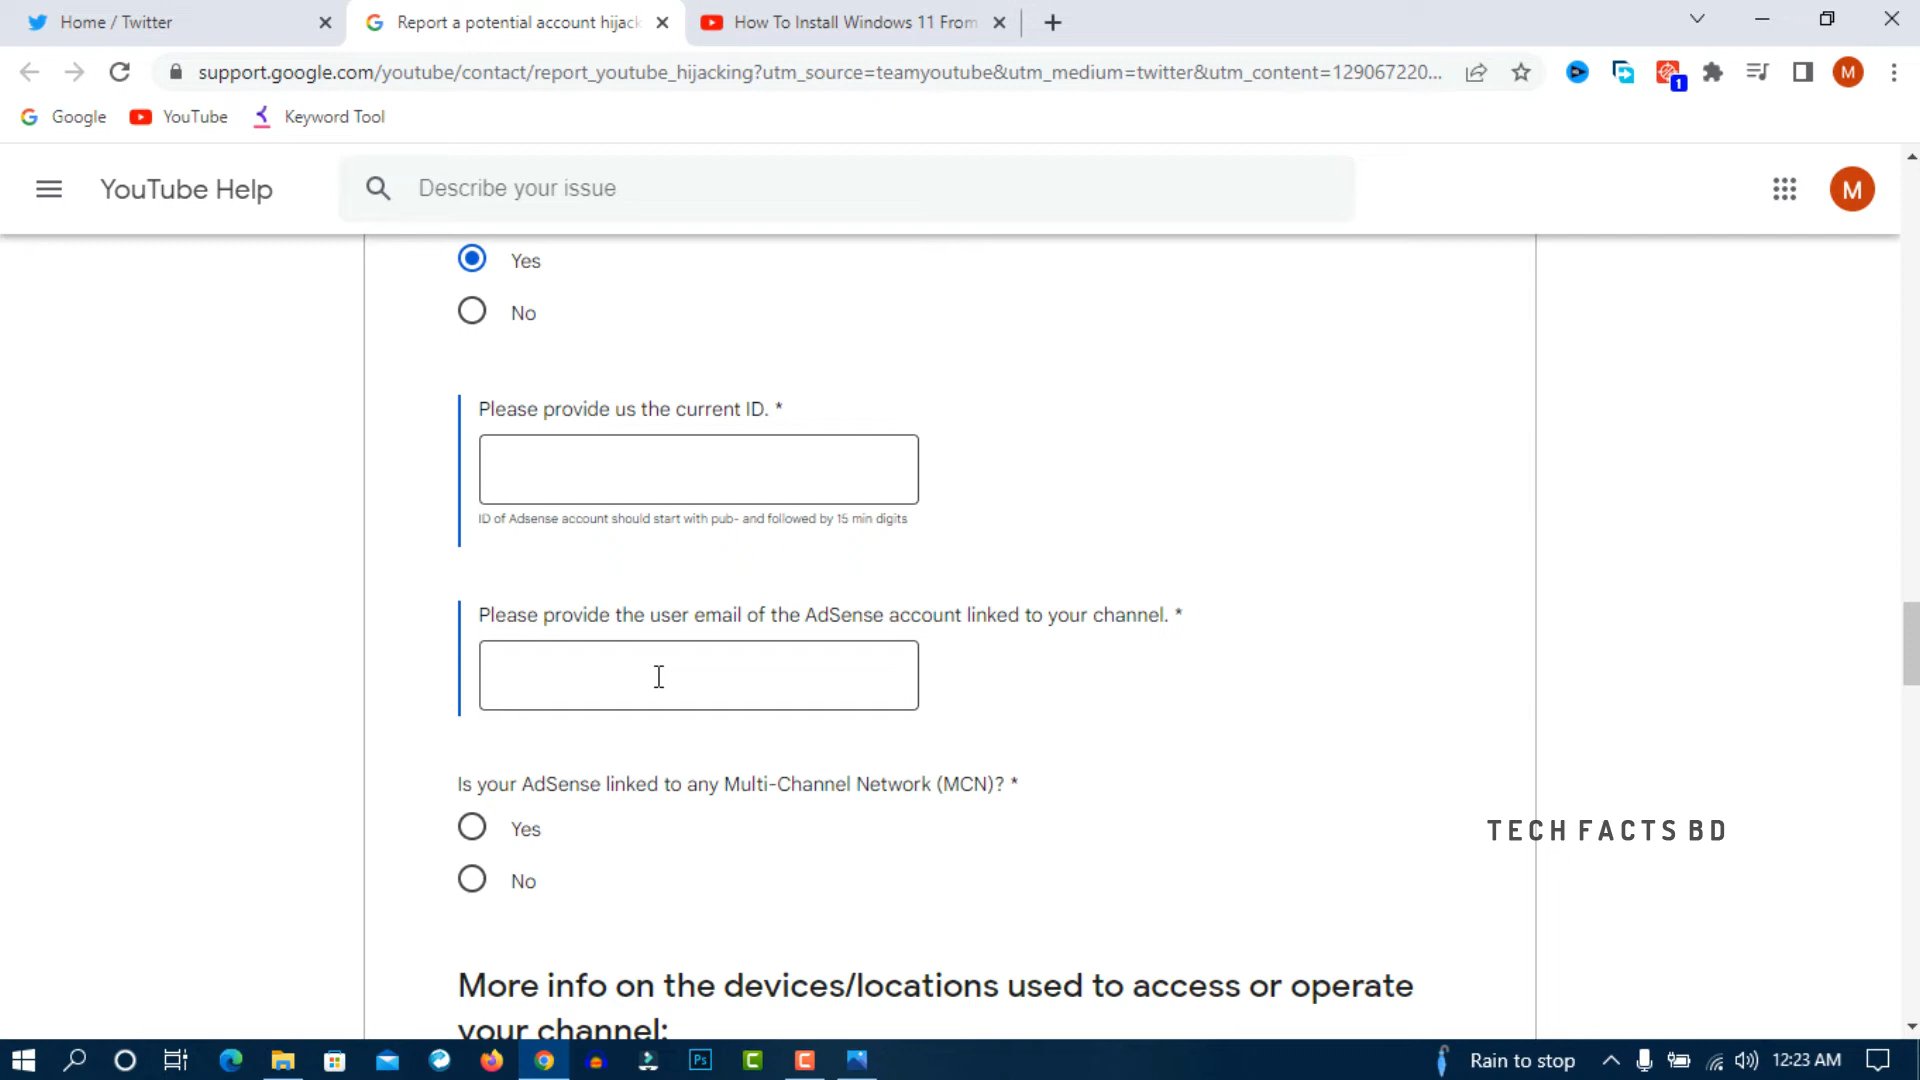 Home / Twitter
Report a potential account hijack
How To Install Windows 11 From
support.google.com/youtube/contact/report_youtube_hijacking?utm_source=teamyoutube&utm_medium=twitter&utm_content=129067220...
1
M
Google
YouTube
Keyword Tool
YouTube Help
Describe your issue
M
Yes
No
Please provide us the current ID. *
ID of Adsense account should start with pub- and followed by 15 min digits
Please provide the user email of the AdSense account linked to your channel. *
Is your AdSense linked to any Multi-Channel Network (MCN)? *
Yes
TECH FACTS BD
No
More info on the devices/locations used to access or operate
your channel:
Ps
C
C
Rain to stop
12:23 AM